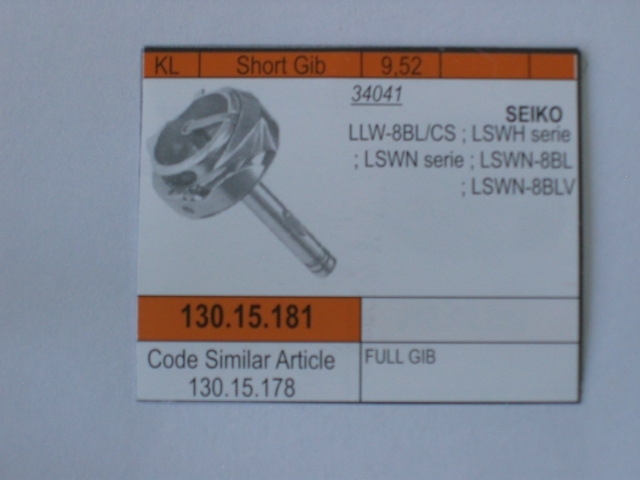 KL Short Gib 9,52
34041
SEIKO
LLW-8BL/CS ; LSWH serie
; LSWN serie ; LSWN-8BL
; LSWN-8BLV
130.15.181
Code Similar Article
130.15.178
FULL GIB